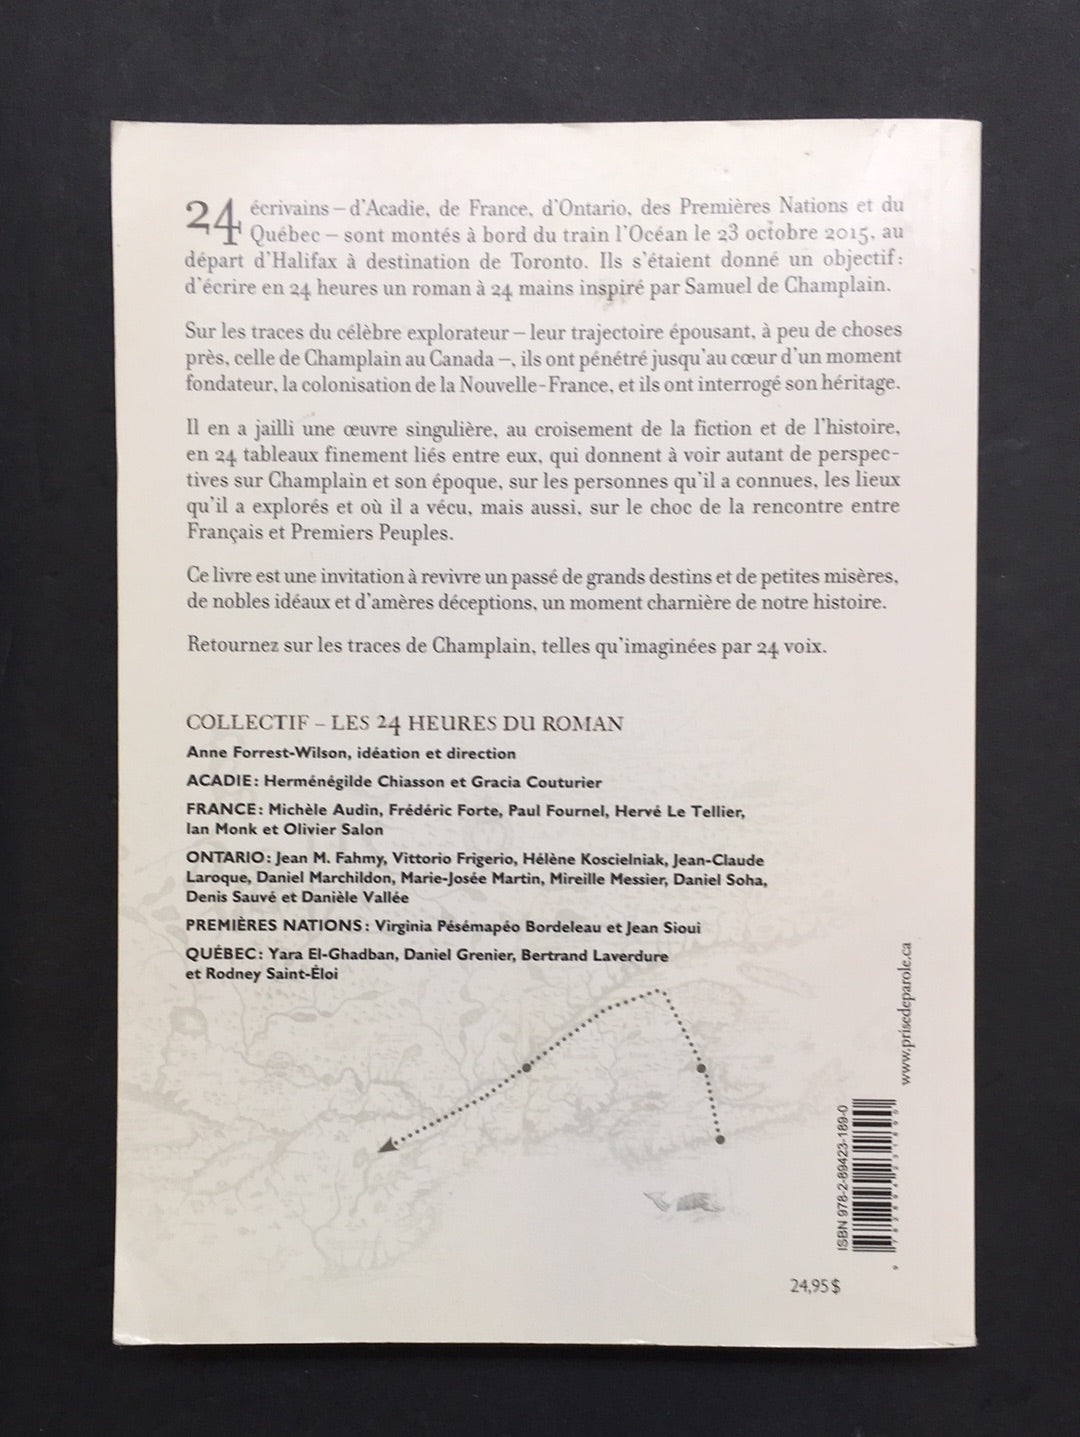 24 écrivains – d'Acadie, de France, d'Ontario, des Premières Nations et du
Québec – sont montés à bord du train l'Océan le 23 octobre 2015, au
départ d'Halifax à destination de Toronto. Ils s'étaient donné un objectif:
d'écrire en 24 heures un roman à 24 mains inspiré par Samuel de Champlain.
Sur les traces du célèbre explorateur – leur trajectoire épousant, à peu de choses
près, celle de Champlain au Canada –, ils ont pénétré jusqu'au cœur d'un moment
fondateur, la colonisation de la Nouvelle-France, et ils ont interrogé son héritage.
Il en a jailli une œuvre singulière, au croisement de la fiction et de l'histoire,
en 24 tableaux finement liés entre eux, qui donnent à voir autant de perspec-
tives sur Champlain et son époque, sur les personnes qu'il a connues, les lieux
qu'il a explorés et où il a vécu, mais aussi, sur le choc de la rencontre entre
Français et Premiers Peuples.
Ce livre est une invitation à revivre un passé de grands destins et de petites misères,
de nobles idéaux et d'amères déceptions, un moment charnière de notre histoire.
Retournez sur les traces de Champlain, telles qu'imaginées par 24 voix.
COLLECTIF – LES 24 HEURES DU ROMAN
Anne Forrest-Wilson, idéation et direction
ACADIE: Herménégilde Chiasson et Gracia Couturier
FRANCE: Michèle Audin, Frédéric Forte, Paul Fournel, Hervé Le Tellier,
Ian Monk et Olivier Salon
ONTARIO: Jean M. Fahmy, Vittorio Frigerio, Hélène Koscielniak, Jean-Claude
Laroque, Daniel Marchildon, Marie-Josée Martin, Mireille Messier, Daniel Soha,
Denis Sauvé et Danièle Vallée
PREMIÈRES NATIONS: Virginia Pésémapéo Bordeleau et Jean Sioui
QUÉBEC: Yara El-Ghadban, Daniel Grenier, Bertrand Laverdure
et Rodney Saint-Éloi
www.prisedeparole.ca
ISBN 978-2-89423-189-0
24,95 $